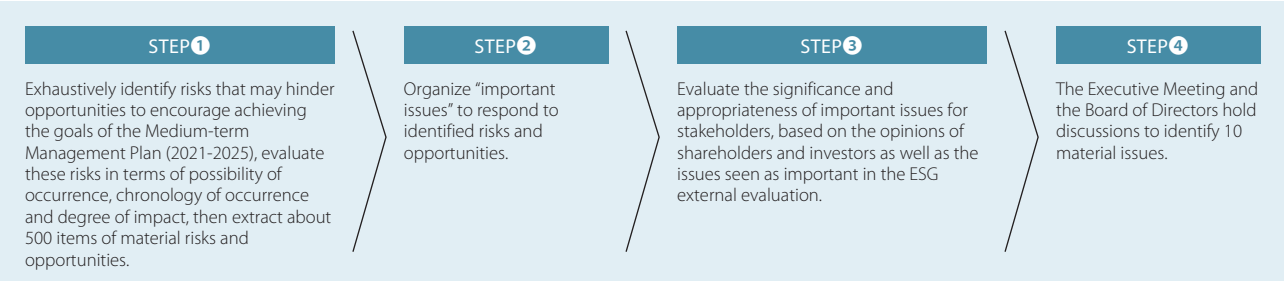 STEP❶
Exhaustively identify risks that may hinder
opportunities to encourage achieving
the goals of the Medium-term
Management Plan (2021-2025), evaluate
these risks in terms of possibility of
occurrence, chronology of occurrence
and degree of impact, then extract about
500 items of material risks and
opportunities.
STEP❷
Organize “important
issues” to respond to
identified risks and
opportunities.
STEP❸
Evaluate the significance and
appropriateness of important issues for
stakeholders, based on the opinions of
shareholders and investors as well as the
issues seen as important in the ESG
external evaluation.
STEP❹
The Executive Meeting and
the Board of Directors hold
discussions to identify 10
material issues.